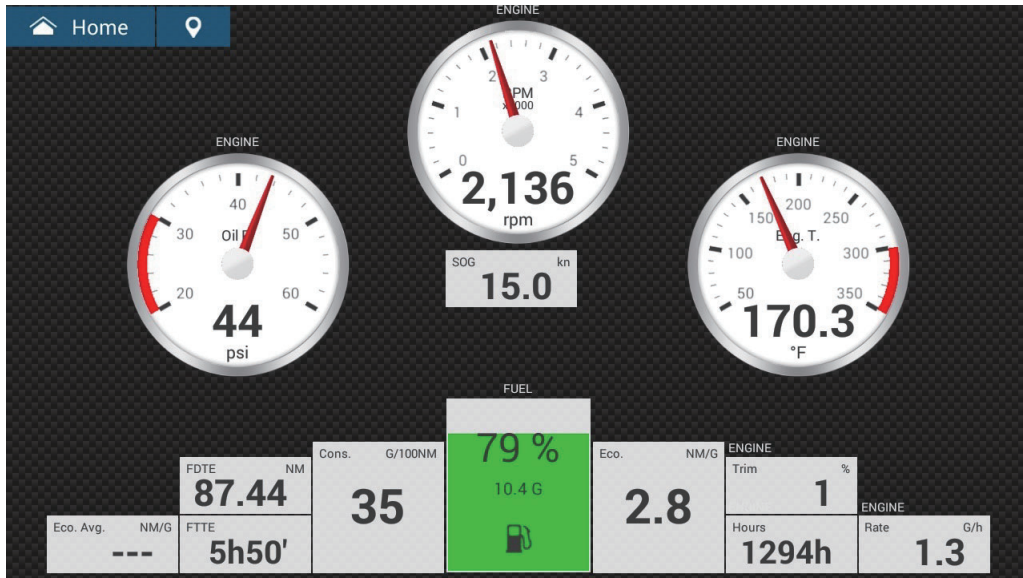 Home
ENGINE
0 1 2 3 4 5
RPM
x1000
2,136
rpm
ENGINE
20 30 40 50 60
Oil
44
psi
SOG kn
15.0
ENGINE
50 100 150 200 250 300 350
Eng. T.
170.3
°F
FUEL
79 %
10.4 G
Eco. Avg. NM/G
---
FDTE NM
87.44
FTTE
5h50'
Cons. G/100NM
35
Eco. NM/G
2.8
ENGINE
Trim %
1
Hours
1294h
ENGINE
Rate G/h
1.3